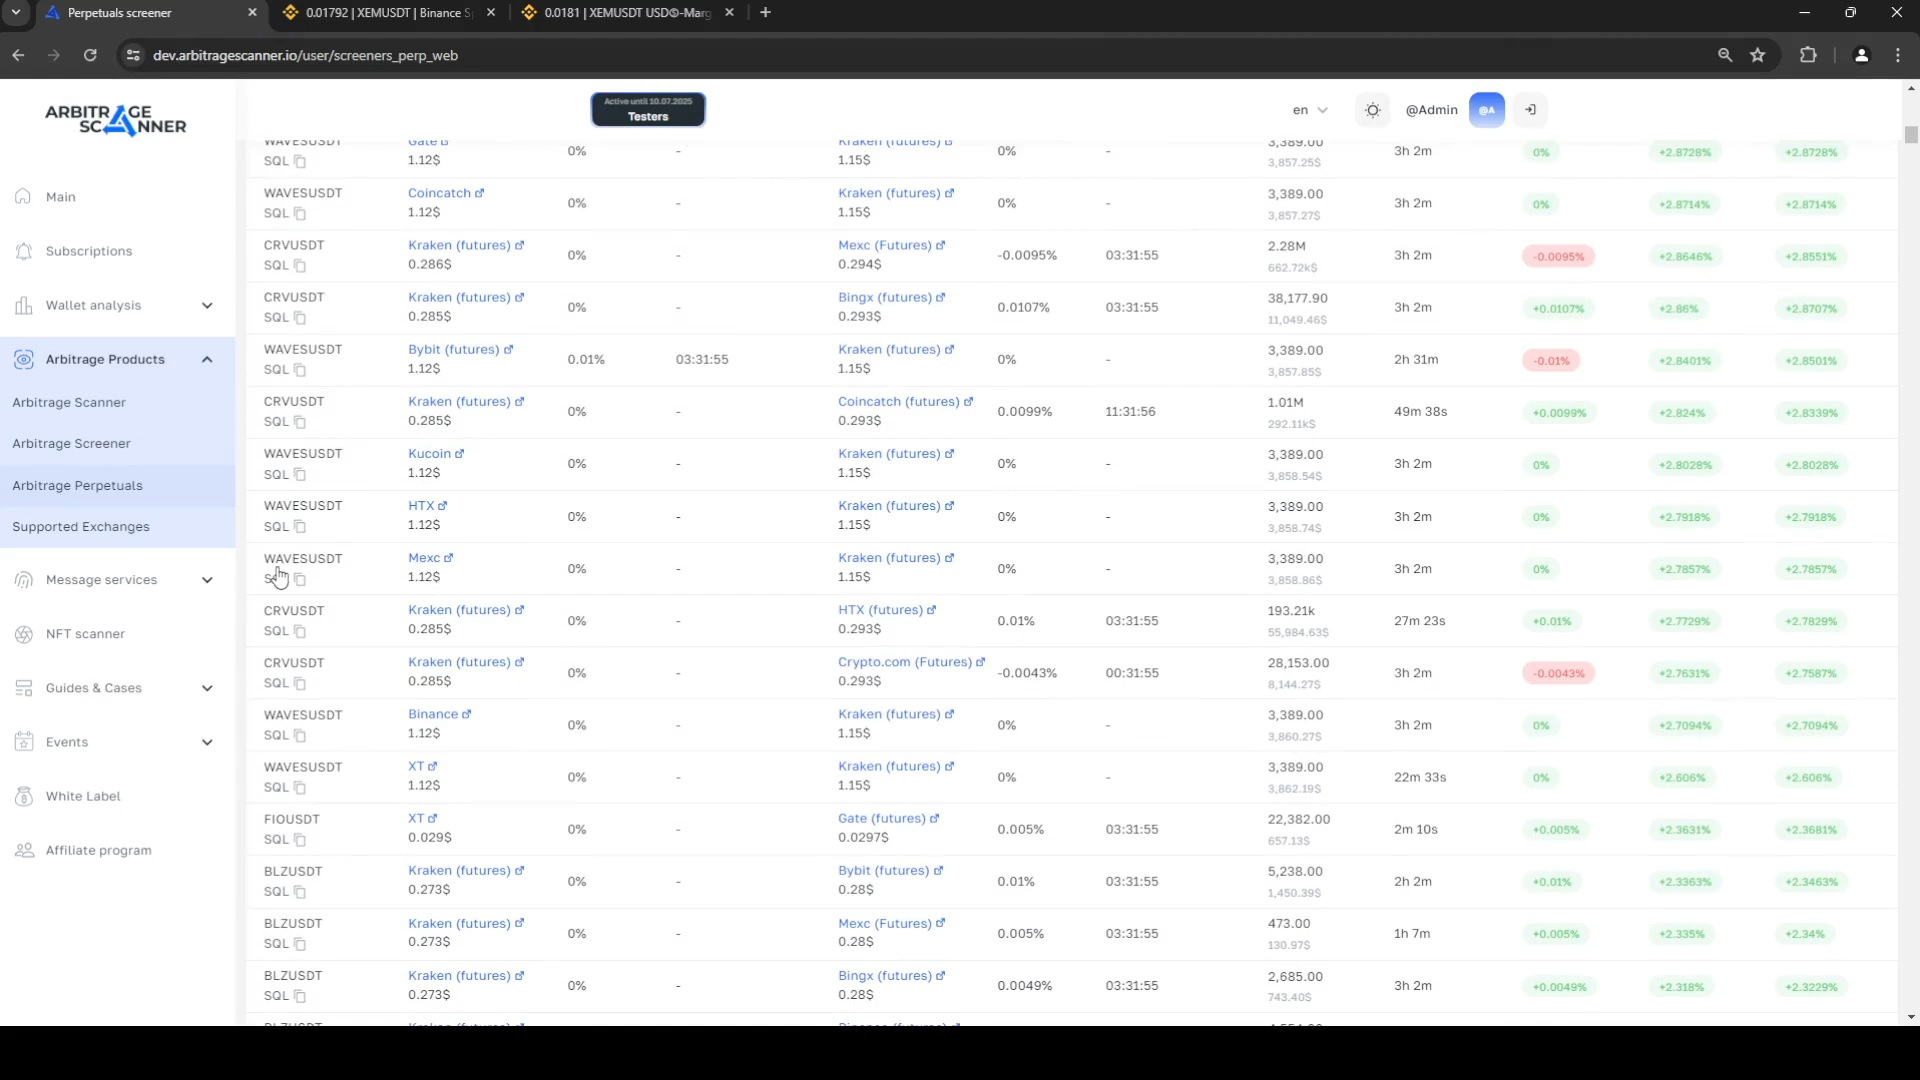 Perpetuals screener
0.01792 | XEMUSDT | Binance S
0.0181 | XEMUSDT USD©-Marg
dev.arbitragescanner.io/user/screeners_perp_web
ARBITRAGE
SCANNER
Active until 10.07.2025
Testers
en
@Admin
@A
Main
Subscriptions
Wallet analysis
Arbitrage Products
Arbitrage Scanner
Arbitrage Screener
Arbitrage Perpetuals
Supported Exchanges
Message services
NFT scanner
Guides & Cases
Events
White Label
Affiliate program
WAVESUSDT Gate Kraken (futures) 3,389.00
SQL 1.12$ 0% - 1.15$ 0% - 3,857.25$ 3h 2m 0% +2.8728% +2.8728%
WAVESUSDT Coincatch Kraken (futures) 3,389.00
SQL 1.12$ 0% - 1.15$ 0% - 3,857.27$ 3h 2m 0% +2.8714% +2.8714%
CRVUSDT Kraken (futures) Mexc (Futures) 2.28M
SQL 0.286$ 0% - 0.294$ -0.0095% 03:31:55 662.72k$ 3h 2m -0.0095% +2.8646% +2.8551%
CRVUSDT Kraken (futures) Bingx (futures) 38,177.90
SQL 0.285$ 0% - 0.293$ 0.0107% 03:31:55 11,049.46$ 3h 2m +0.0107% +2.86% +2.8707%
WAVESUSDT Bybit (futures) Kraken (futures) 3,389.00
SQL 1.12$ 0.01% 03:31:55 1.15$ 0% - 3,857.85$ 2h 31m -0.01% +2.8401% +2.8501%
CRVUSDT Kraken (futures) Coincatch (futures) 1.01M
SQL 0.285$ 0% - 0.293$ 0.0099% 11:31:56 292.11k$ 49m 38s +0.0099% +2.824% +2.8339%
WAVESUSDT Kucoin Kraken (futures) 3,389.00
SQL 1.12$ 0% - 1.15$ 0% - 3,858.54$ 3h 2m 0% +2.8028% +2.8028%
WAVESUSDT HTX Kraken (futures) 3,389.00
SQL 1.12$ 0% - 1.15$ 0% - 3,858.74$ 3h 2m 0% +2.7918% +2.7918%
WAVESUSDT Mexc Kraken (futures) 3,389.00
SQL 1.12$ 0% - 1.15$ 0% - 3,858.86$ 3h 2m 0% +2.7857% +2.7857%
CRVUSDT Kraken (futures) HTX (futures) 193.21k
SQL 0.285$ 0% - 0.293$ 0.01% 03:31:55 55,984.63$ 27m 23s +0.01% +2.7729% +2.7829%
CRVUSDT Kraken (futures) Crypto.com (Futures) 28,153.00
SQL 0.285$ 0% - 0.293$ -0.0043% 00:31:55 8,144.27$ 3h 2m -0.0043% +2.7631% +2.7587%
WAVESUSDT Binance Kraken (futures) 3,389.00
SQL 1.12$ 0% - 1.15$ 0% - 3,860.27$ 3h 2m 0% +2.7094% +2.7094%
WAVESUSDT XT Kraken (futures) 3,389.00
SQL 1.12$ 0% - 1.15$ 0% - 3,862.19$ 22m 33s 0% +2.606% +2.606%
FIOUSDT XT Gate (futures) 22,382.00
SQL 0.029$ 0% - 0.0297$ 0.005% 03:31:55 657.13$ 2m 10s +0.005% +2.3631% +2.3681%
BLZUSDT Kraken (futures) Bybit (futures) 5,238.00
SQL 0.273$ 0% - 0.28$ 0.01% 03:31:55 1,450.39$ 2h 2m +0.01% +2.3363% +2.3463%
BLZUSDT Kraken (futures) Mexc (Futures) 473.00
SQL 0.273$ 0% - 0.28$ 0.005% 03:31:55 130.97$ 1h 7m +0.005% +2.335% +2.34%
BLZUSDT Kraken (futures) Bingx (futures) 2,685.00
SQL 0.273$ 0% - 0.28$ 0.0049% 03:31:55 743.40$ 3h 2m +0.0049% +2.318% +2.3229%